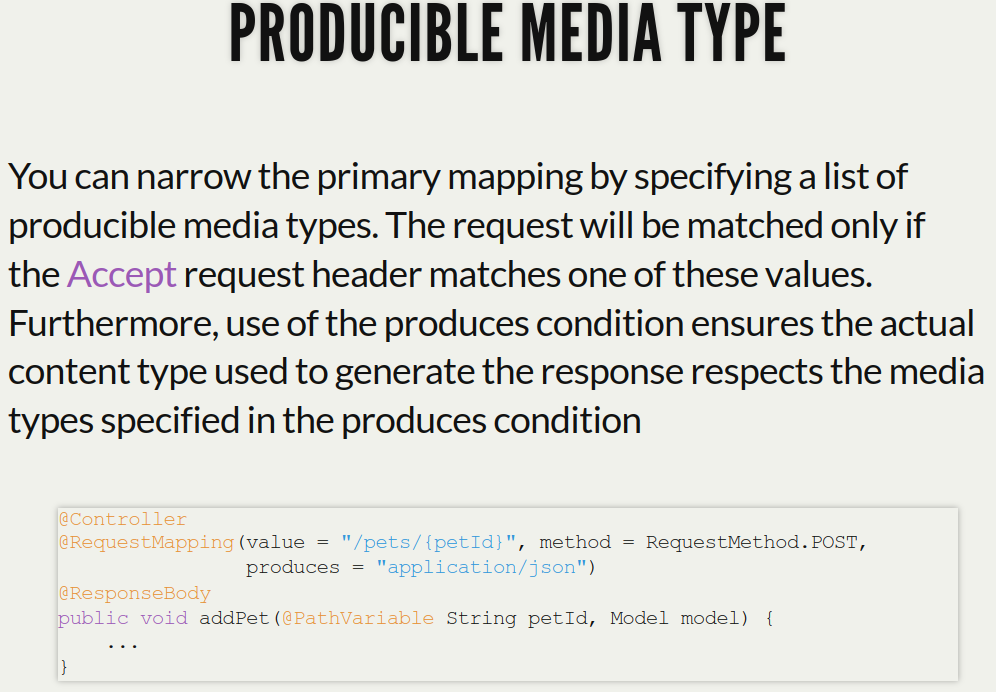 PRODUCIBLE MEDIA TYPE
You can narrow the primary mapping by specifying a list of
producible media types. The request will be matched only if
the Accept request header matches one of these values.
Furthermore, use of the produces condition ensures the actual
content type used to generate the response respects the media
types specified in the produces condition
@Controller
@RequestMapping(value = "/pets/{petId}", method = RequestMethod.POST,
                produces = "application/json")
@ResponseBody
public void addPet(@PathVariable String petId, Model model) {
    ...
}